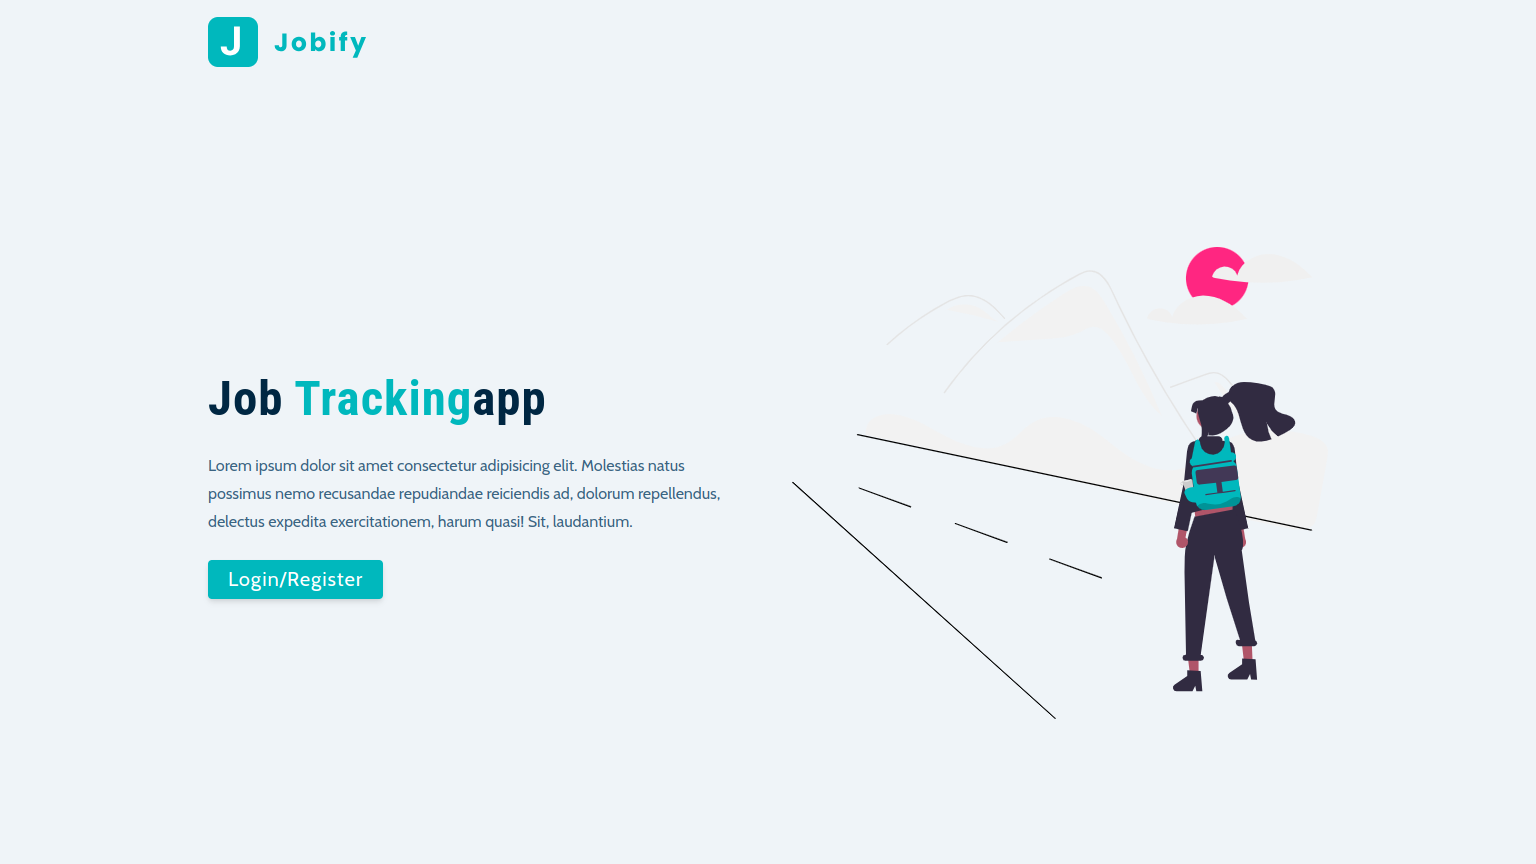 J Jobify
Job Trackingapp
Lorem ipsum dolor sit amet consectetur adipisicing elit. Molestias natus
possimus nemo recusandae repudiandae reiciendis ad, dolorum repellendus,
delectus expedita exercitationem, harum quasi! Sit, laudantium.
Login/Register